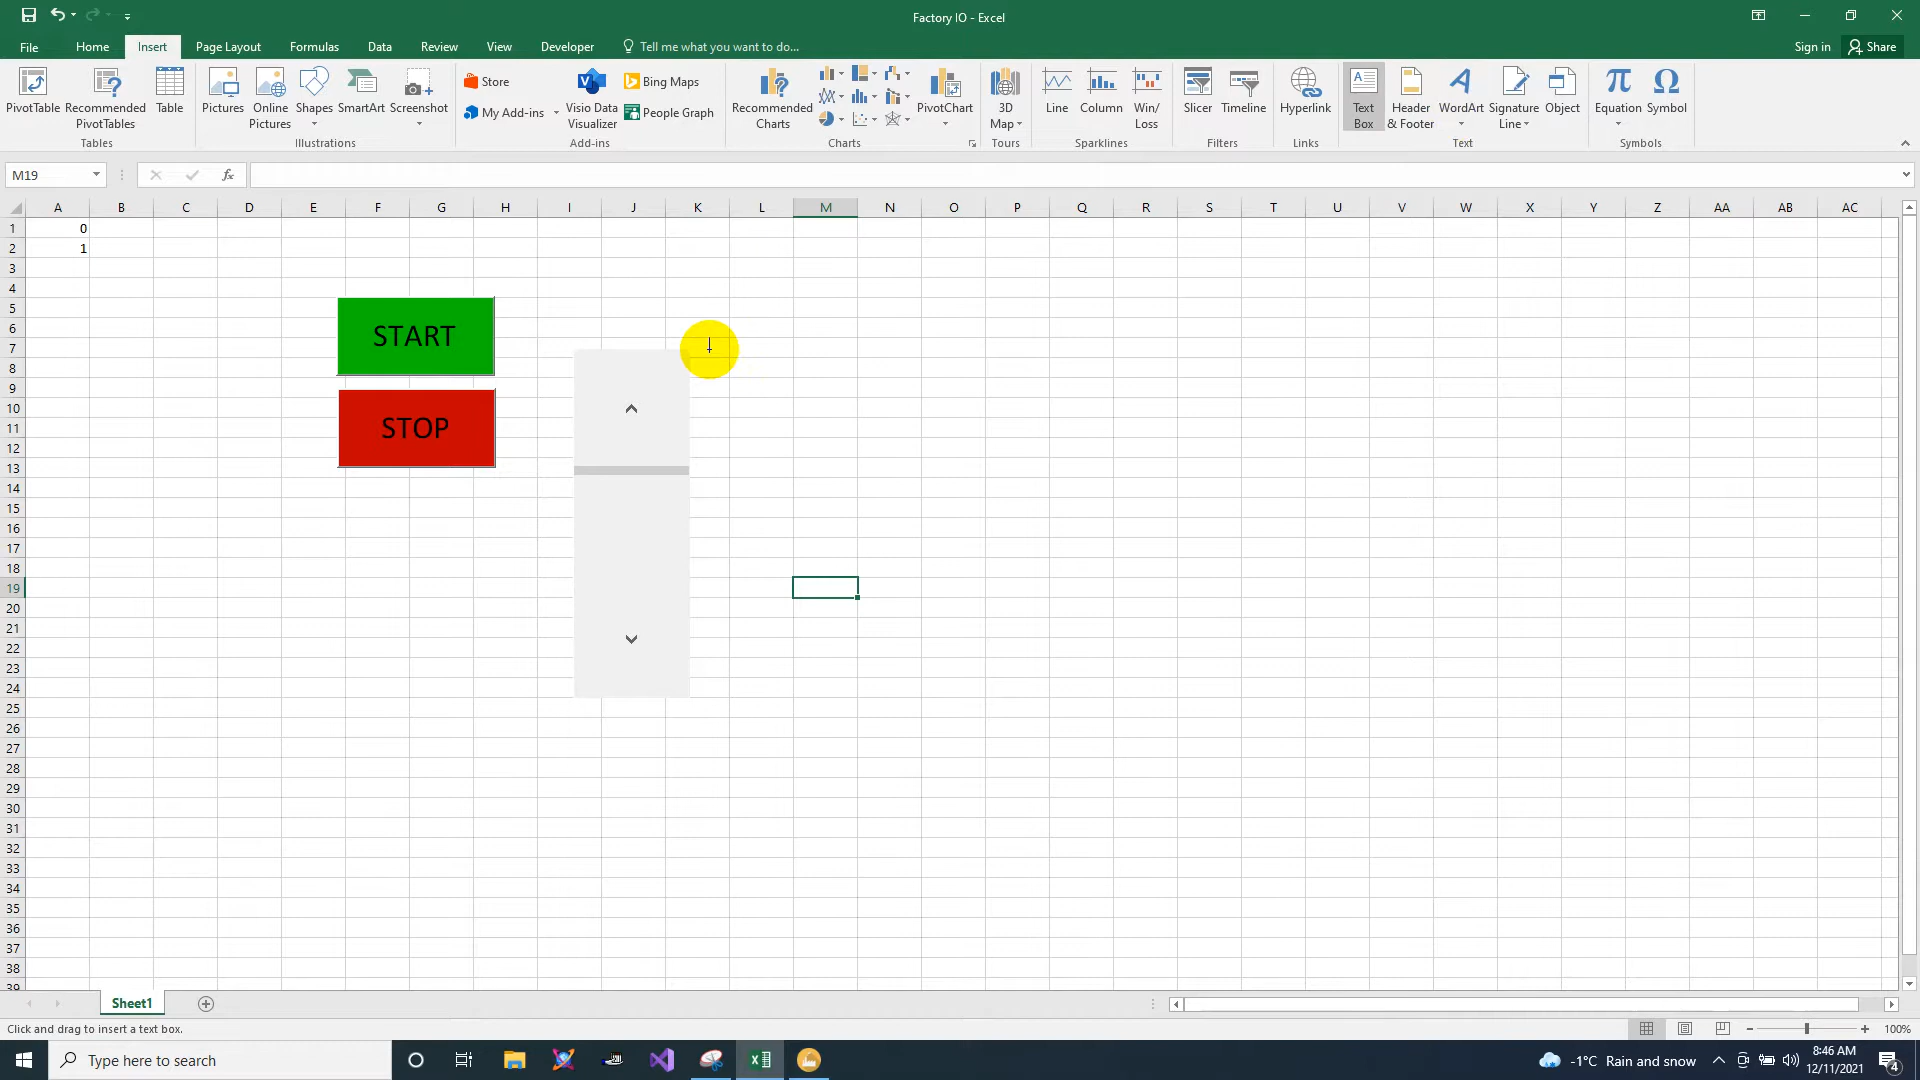 Factory IO - Excel
File Home Insert Page Layout Formulas Data Review View Developer Tell me what you want to do... Sign in Share
PivotTable Recommended PivotTables Table
Tables
Pictures Online Pictures Shapes SmartArt Screenshot
Illustrations
Store
My Add-ins
Visio Data Visualizer
Bing Maps
People Graph
Add-ins
Recommended Charts
PivotChart
Charts
3D Map
Tours
Line Column Win/ Loss
Sparklines
Slicer Timeline
Filters
Hyperlink
Links
Text Box Header & Footer WordArt Signature Line Object
Text
Equation Symbol
Symbols
M19
fx
A B C D E F G H I J K L M N O P Q R S T U V W X Y Z AA AB AC
1 0
2 1
3
4
5
6
7
8
9
10
11
12
13
14
15
16
17
18
19
20
21
22
23
24
25
26
27
28
29
30
31
32
33
34
35
36
37
38
39
START
STOP
Sheet1
Click and drag to insert a text box.
100%
Type here to search
-1°C Rain and snow
8:46 AM
12/11/2021
4